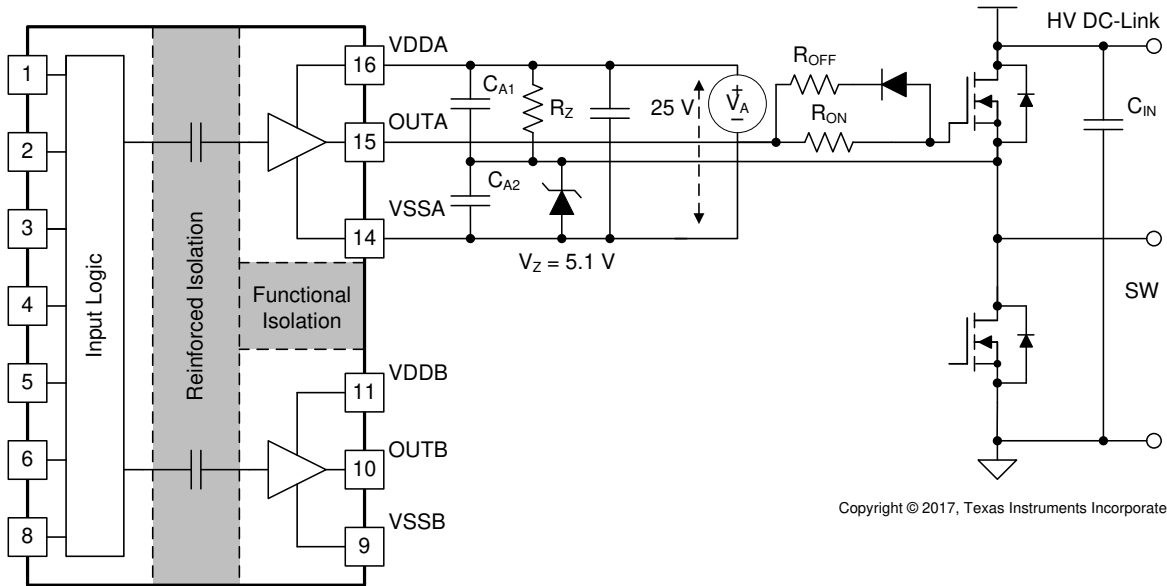 1
2
3
4
5
6
8
Input Logic
Reinforced Isolation
Functional
Isolation
VDDA
16
OUTA
15
VSSA
14
VDDB
11
OUTB
10
VSSB
9
CA1
RZ
CA2
25 V
VA
+
VZ = 5.1 V
ROFF
RON
HV DC-Link
CIN
SW
Copyright © 2017, Texas Instruments Incorporate